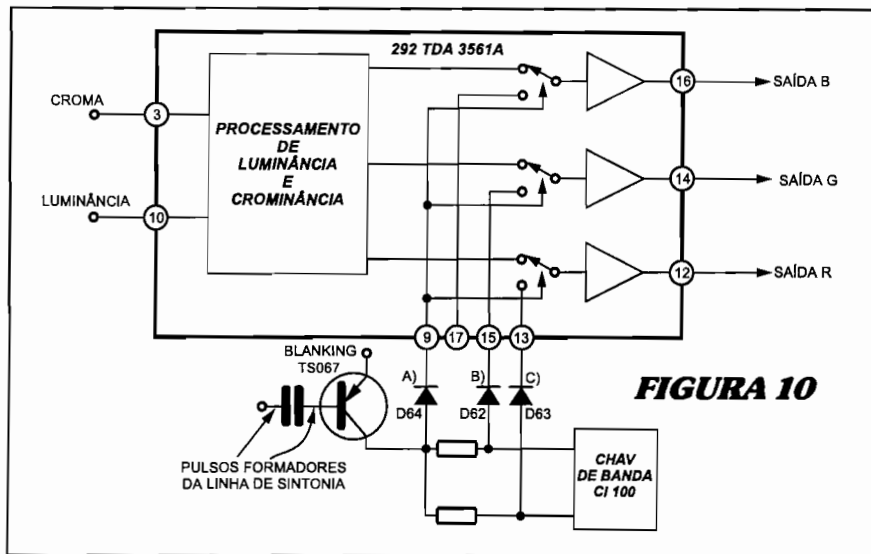 292 TDA 3561A
CROMA
3
PROCESSAMENTO
DE
LUMINÂNCIA
E
CROMINÂNCIA
16
SAÍDA B
LUMINÂNCIA
10
14
SAÍDA G
12
SAÍDA R
9
17
15
13
BLANKING
TS067
A)
B)
C)
D64
D62
D63
FIGURA 10
PULSOS FORMADORES
DA LINHA DE SINTONIA
CHAV
DE BANDA
CI 100